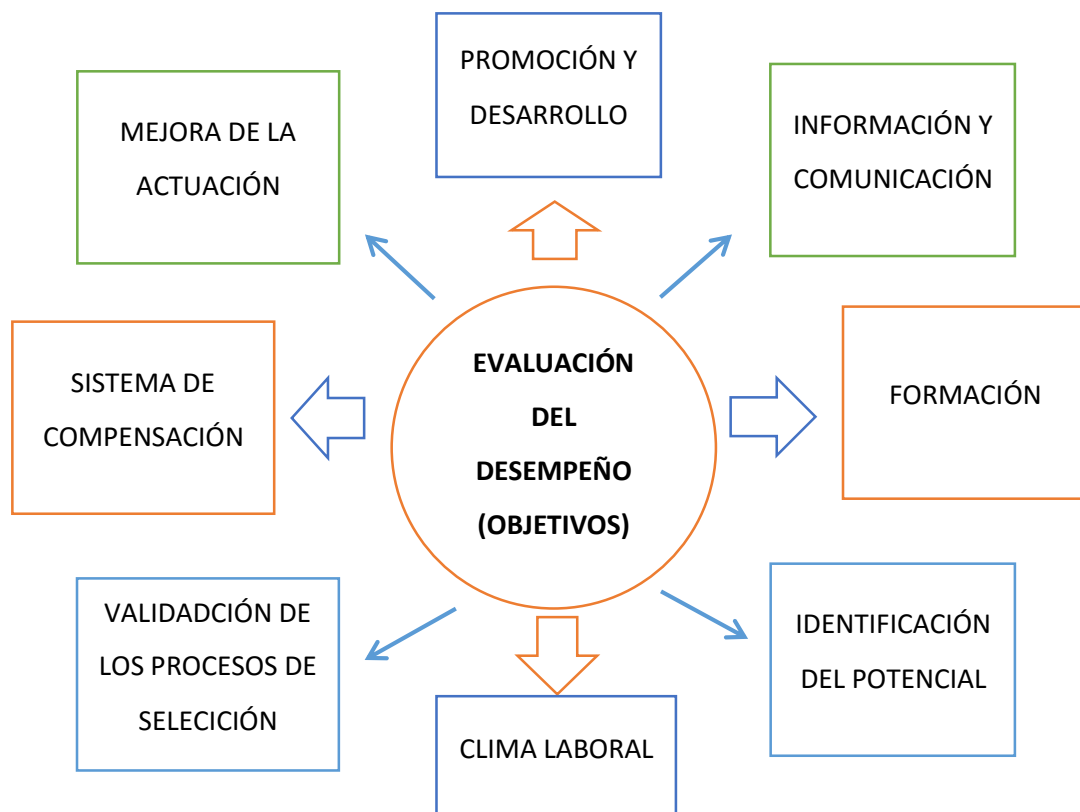 PROMOCIÓN Y
DESARROLLO
MEJORA DE LA
ACTUACIÓN
INFORMACIÓN Y
COMUNICACIÓN
SISTEMA DE
COMPENSACIÓN
EVALUACIÓN
DEL
DESEMPEÑO
(OBJETIVOS)
FORMACIÓN
VALIDADCIÓN DE
LOS PROCESOS DE
SELECICIÓN
CLIMA LABORAL
IDENTIFICACIÓN
DEL POTENCIAL